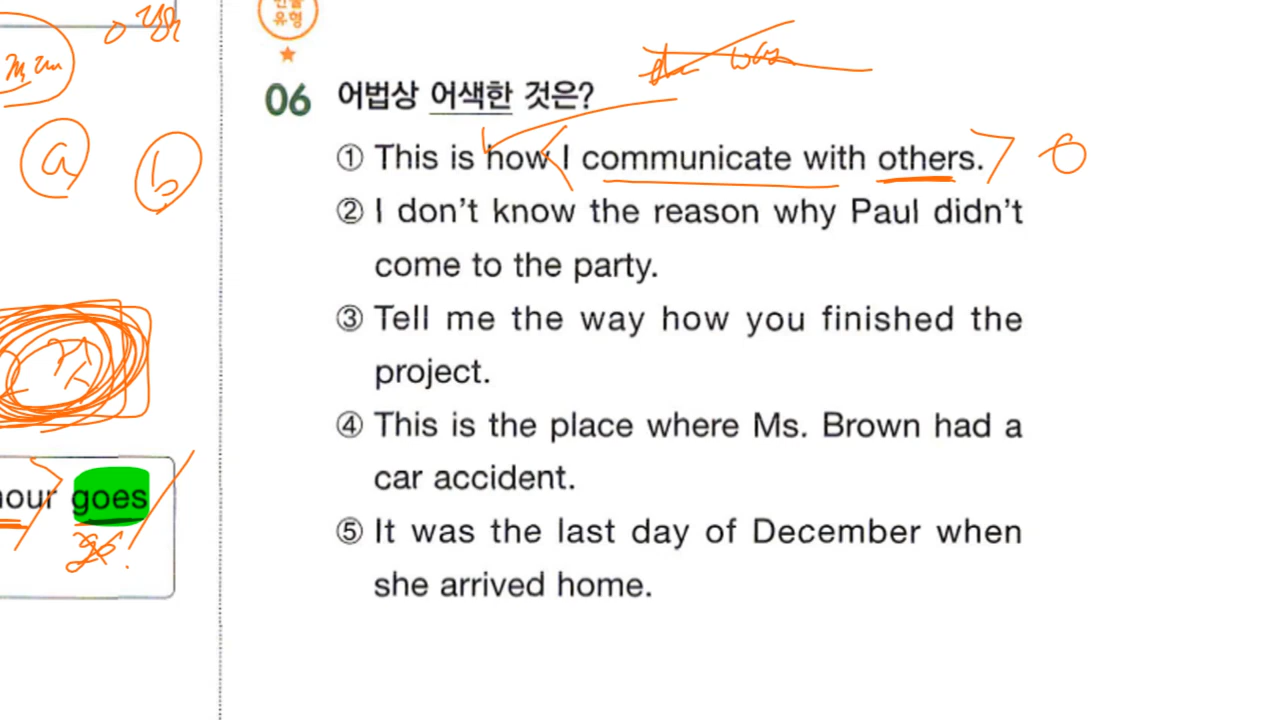 유형
06 어법상 어색한 것은?
① This is how I communicate with others.
② I don't know the reason why Paul didn't
come to the party.
③ Tell me the way how you finished the
project.
④ This is the place where Ms. Brown had a
car accident.
⑤ It was the last day of December when
she arrived home.
a b
hour goes